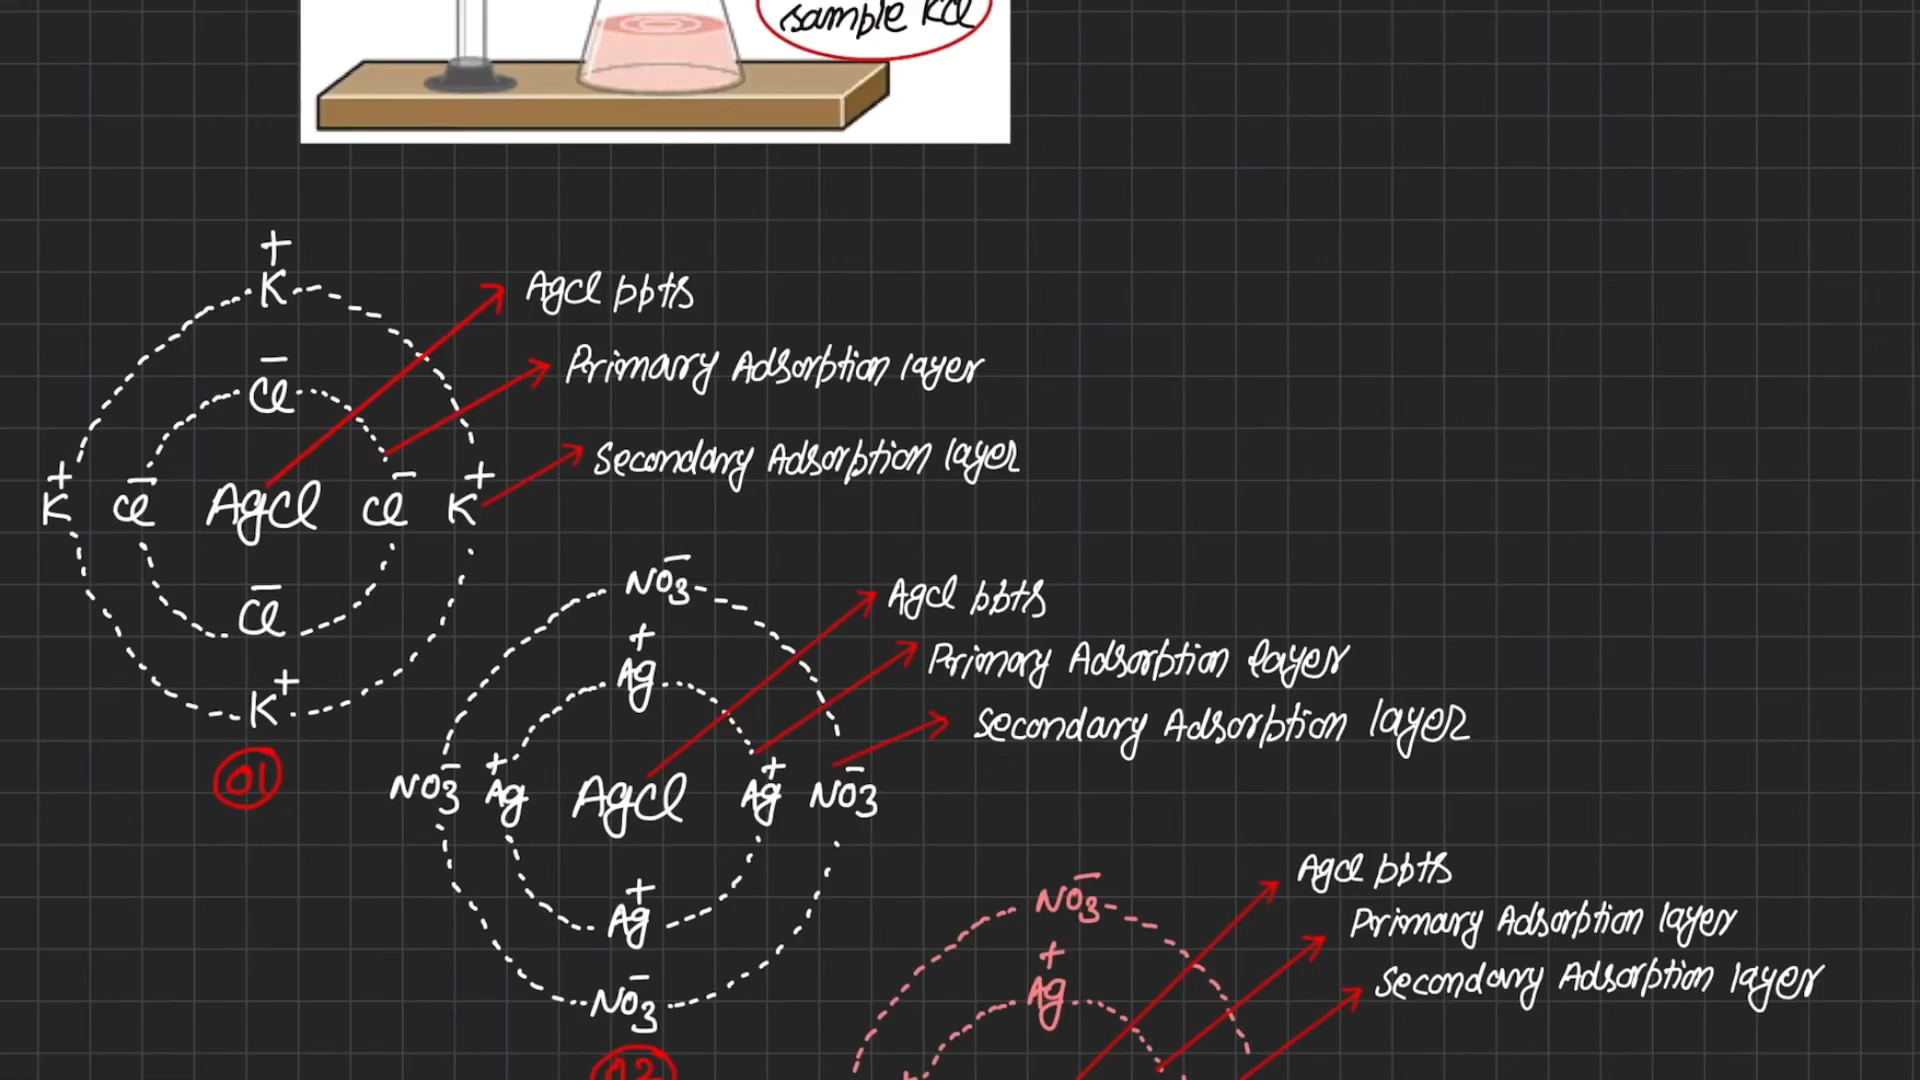 sample KCl
K+
Cl-
K+ Cl- AgCl Cl- K+
Cl-
K+
01
AgCl ppts
Primary Adsorption layer
Secondary Adsorption layer
NO3-
Ag+
NO3- Ag+ AgCl Ag+ NO3-
Ag+
NO3-
AgCl ppts
Primary Adsorption layer
Secondary Adsorption layer
NO3-
Ag+
AgCl ppts
Primary Adsorption layer
Secondary Adsorption layer